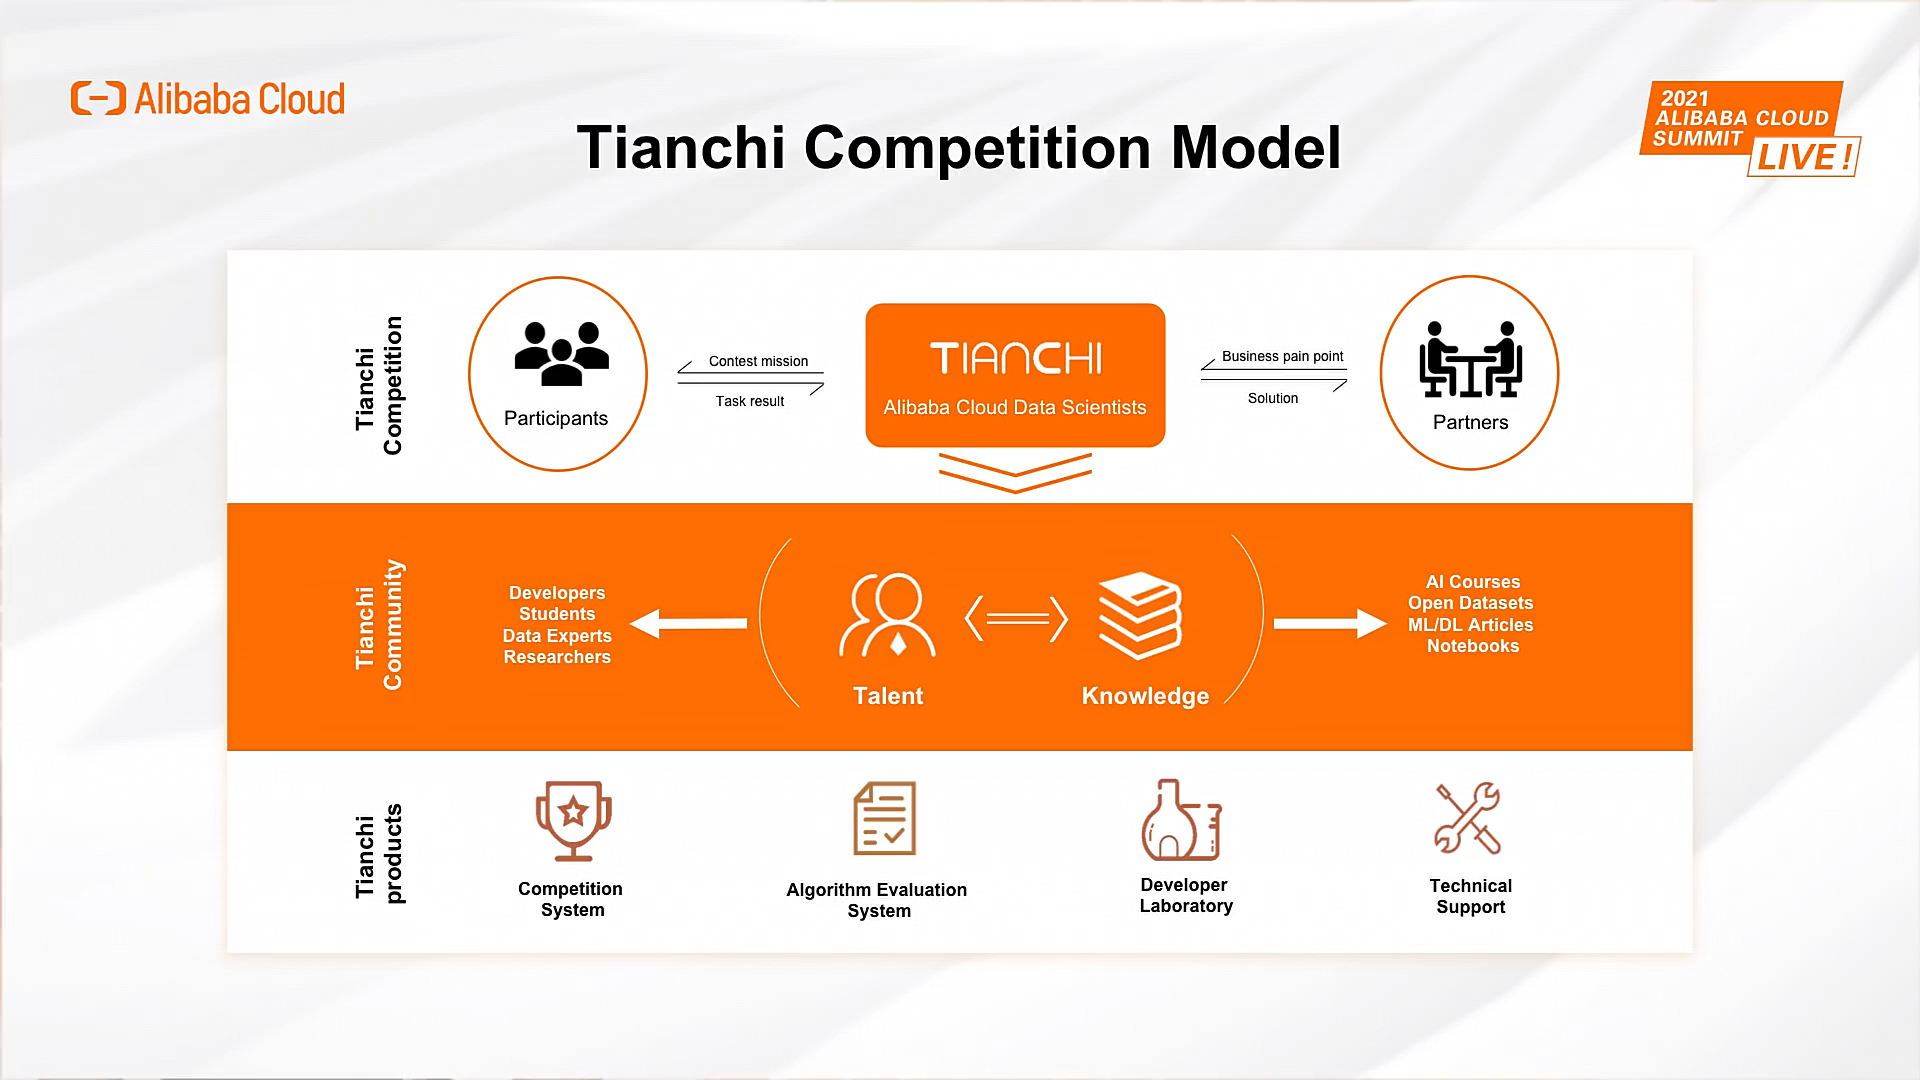 Alibaba Cloud
2021
ALIBABA CLOUD
SUMMIT
LIVE!
Tianchi Competition Model
Tianchi
Competition
Participants
Contest mission
Task result
TIANCHI
Alibaba Cloud Data Scientists
Business pain point
Solution
Partners
Tianchi
Community
Developers
Students
Data Experts
Researchers
Talent
Knowledge
AI Courses
Open Datasets
ML/DL Articles
Notebooks
Tianchi
products
Competition
System
Algorithm Evaluation
System
Developer
Laboratory
Technical
Support